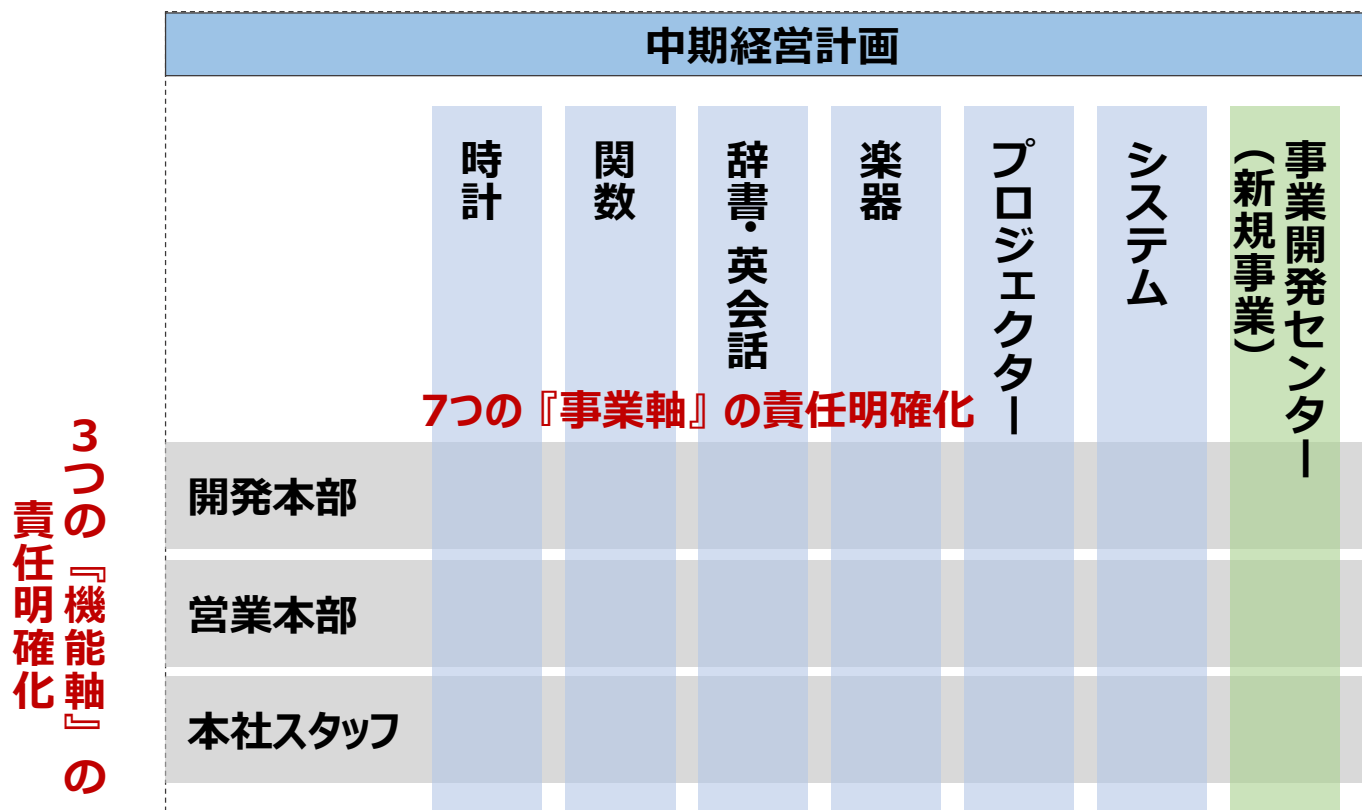 中期経営計画
時計
関数
辞書・英会話
楽器
プロジェクター
システム
事業開発センター
（新規事業）
7つの『事業軸』の責任明確化
3つの『機能軸』の
責任明確化
開発本部
営業本部
本社スタッフ